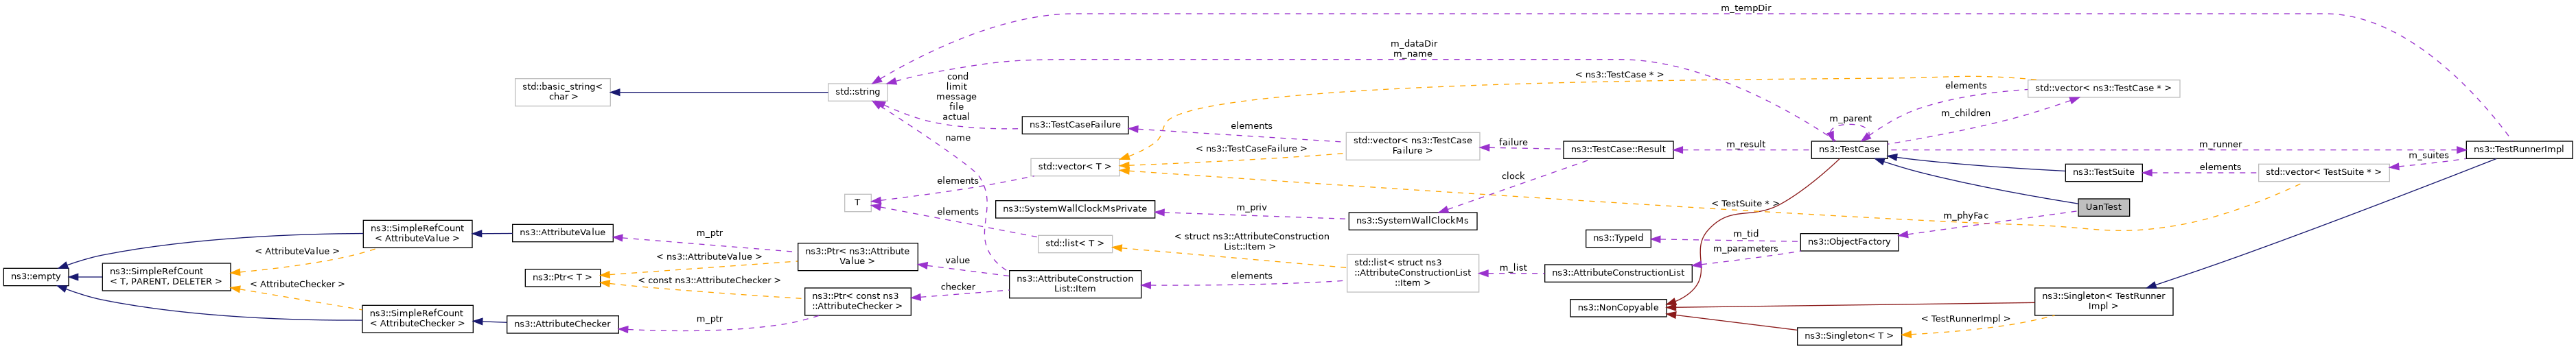 m_tempDir
m_dataDir
m_name
cond
limit
message
file
actual
name
< ns3::TestCase * >
std::basic_string<
char >
std::string
std::vector< ns3::TestCase * >
elements
m_children
m_parent
ns3::TestCaseFailure
elements
std::vector< ns3::TestCase
Failure >
failure
ns3::TestCase::Result
m_result
ns3::TestCase
m_runner
ns3::TestRunnerImpl
m_suites
< ns3::TestCaseFailure >
std::vector< T >
clock
ns3::TestSuite
elements
std::vector< TestSuite * >
elements
T
elements
ns3::SystemWallClockMsPrivate
m_priv
ns3::SystemWallClockMs
< TestSuite * >
UanTest
m_phyFac
ns3::SimpleRefCount
< AttributeValue >
ns3::AttributeValue
m_ptr
std::list< T >
< struct ns3::AttributeConstruction
List::Item >
ns3::TypeId
m_tid
m_parameters
ns3::ObjectFactory
< AttributeValue >
ns3::Ptr< ns3::Attribute
Value >
< ns3::AttributeValue >
value
ns3::empty
ns3::SimpleRefCount
< T, PARENT, DELETER >
ns3::Ptr< T >
< const ns3::AttributeChecker >
ns3::AttributeConstruction
List::Item
elements
std::list< struct ns3
::AttributeConstructionList
::Item >
m_list
ns3::AttributeConstructionList
< AttributeChecker >
checker
ns3::Ptr< const ns3
::AttributeChecker >
ns3::NonCopyable
ns3::Singleton< TestRunner
Impl >
ns3::SimpleRefCount
< AttributeChecker >
ns3::AttributeChecker
m_ptr
< TestRunnerImpl >
ns3::Singleton< T >